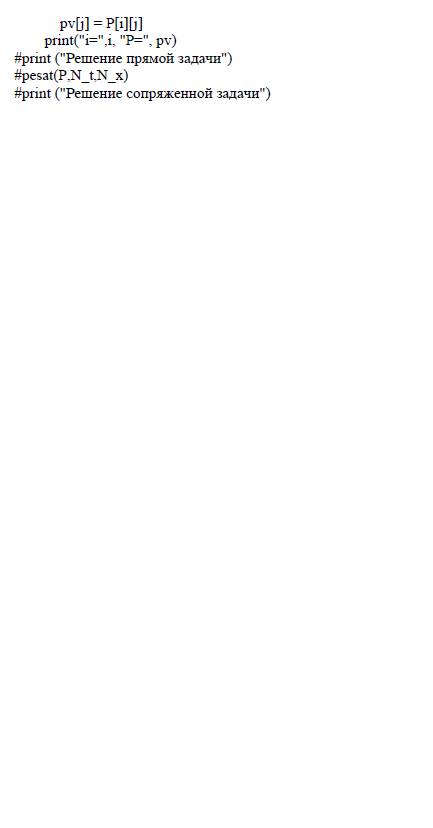 pv[j] = P[i][j]
print("i=",i, "P=", pv)
#print ("Решение прямой задачи")
#pesat(P,N_t,N_x)
#print ("Решение сопряженной задачи")